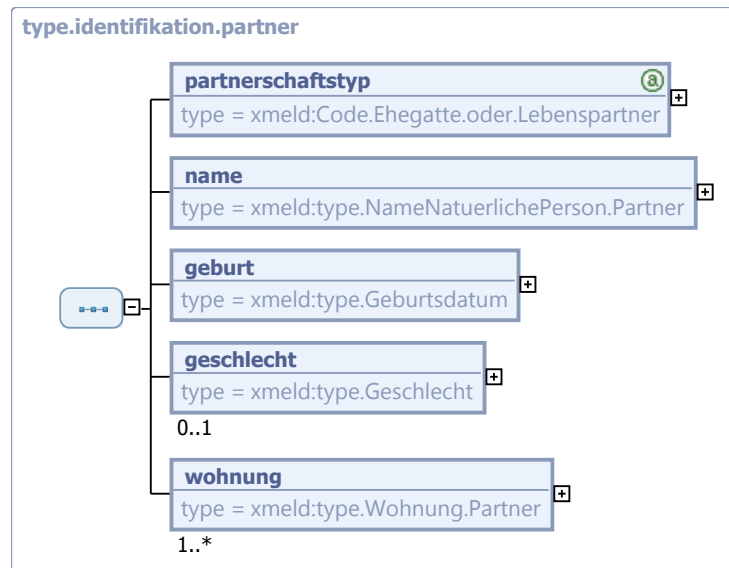 type.identifikation.partner
partnerschaftstyp
type = xmeld:Code.Ehegatte.oder.Lebenspartner
name
type = xmeld:type.NameNatuerlichePerson.Partner
geburt
type = xmeld:type.Geburtsdatum
geschlecht
type = xmeld:type.Geschlecht
0..1
wohnung
type = xmeld:type.Wohnung.Partner
1..*